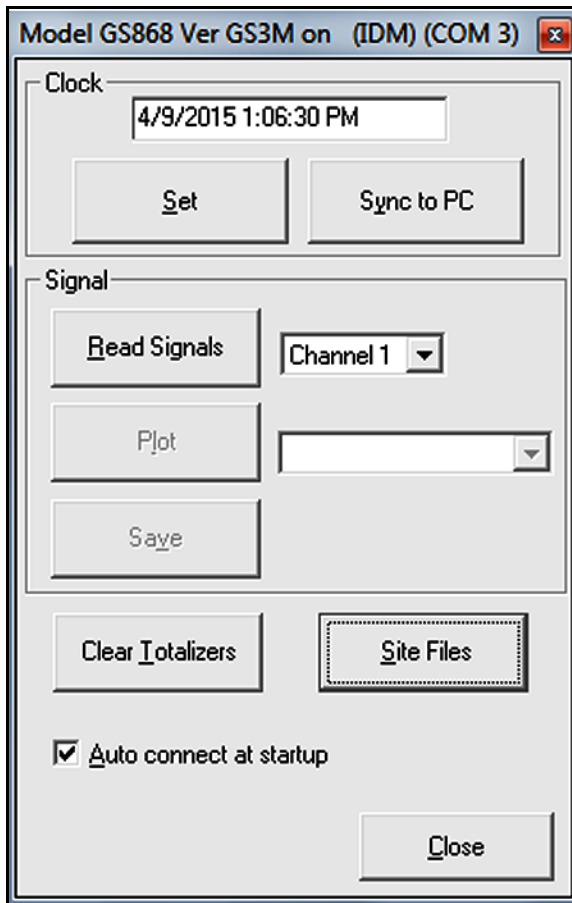 Model GS868 Ver GS3M on (IDM) (COM 3)
Clock
4/9/2015 1:06:30 PM
Set
Sync to PC
Signal
Read Signals
Channel 1
Plot
Save
Clear Totalizers
Site Files
Auto connect at startup
Close